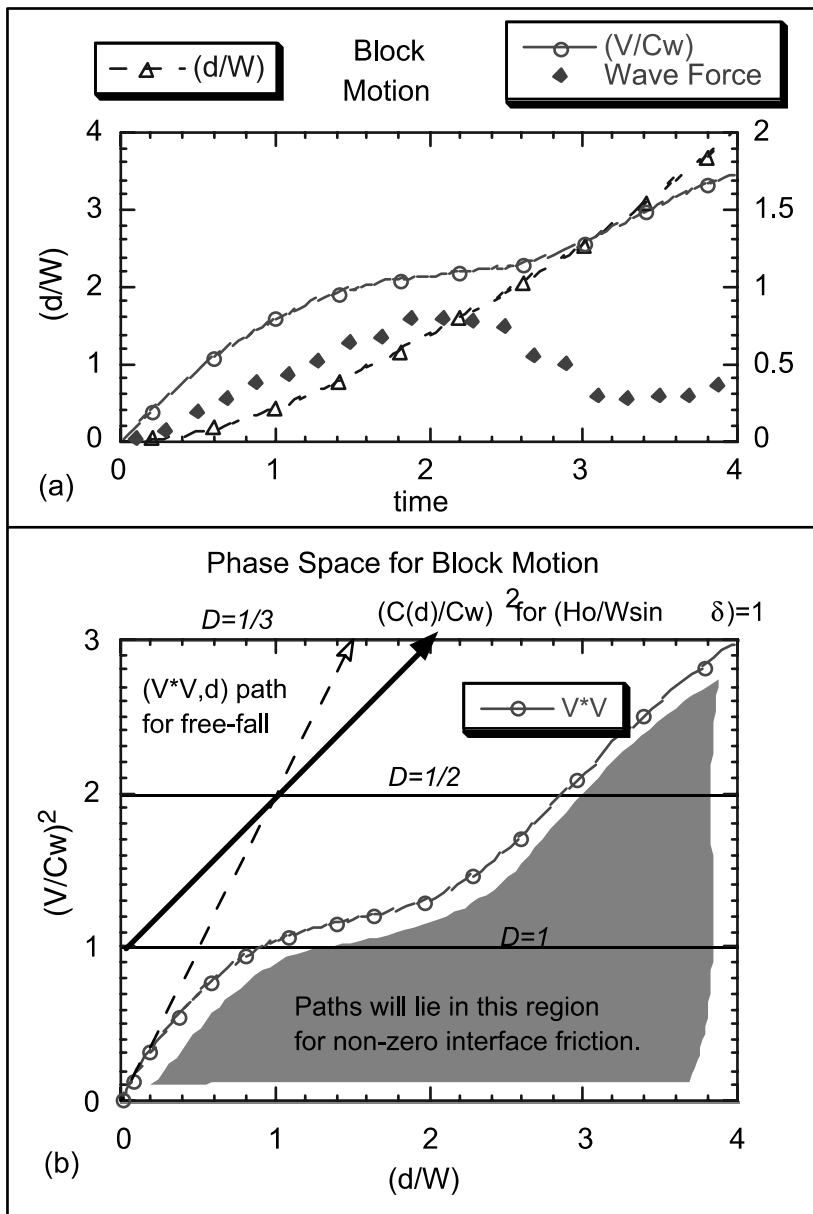 (d/W)
Block
Motion
(V/Cw)
Wave Force
4
3
2
1
0
(d/W)
2
1.5
1
0.5
0
0
1
2
3
4
time
(a)
Phase Space for Block Motion
D=1/3
(C(d)/Cw) 2 for (Ho/Wsin δ)=1
(V*V,d) path
for free-fall
V*V
D=1/2
D=1
Paths will lie in this region
for non-zero interface friction.
3
2
1
0
(V/Cw)2
0
1
2
3
4
(d/W)
(b)